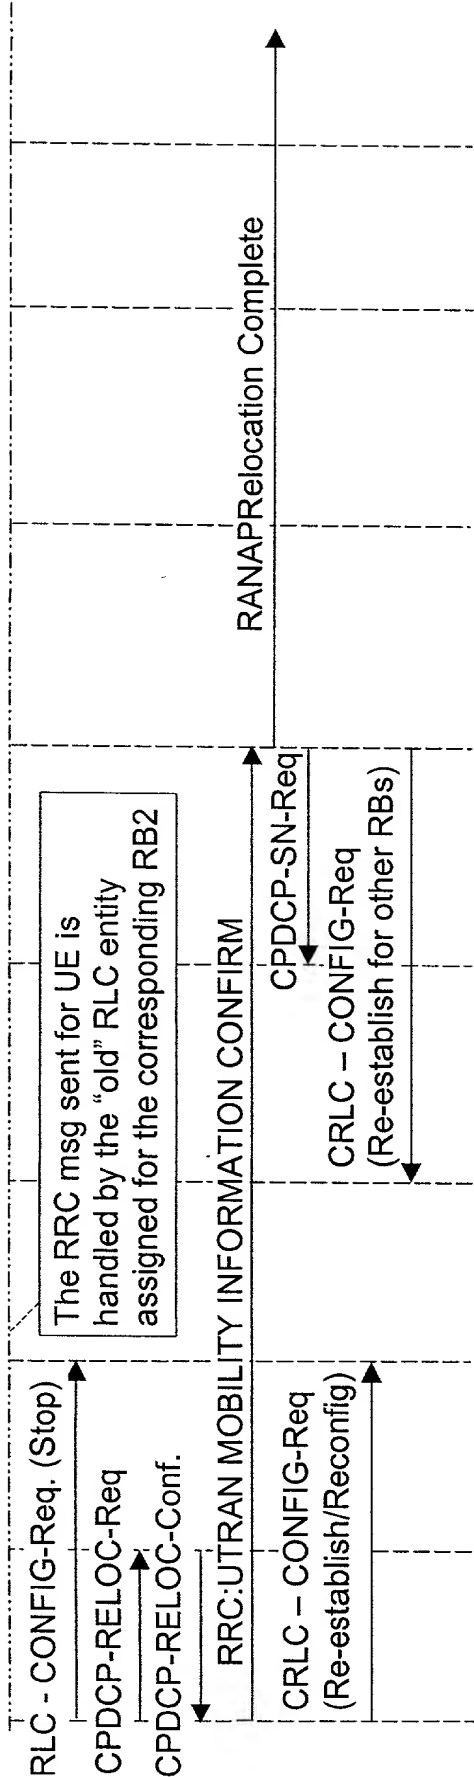 RLC - CONFIG-Req. (Stop)
The RRC msg sent for UE is
handled by the “old” RLC entity
assigned for the corresponding RB2
CPDCP-RELOC-Req
CPDCP-RELOC-Conf.
RRC:UTRAN MOBILITY INFORMATION CONFIRM
RANAPRelocation Complete
CPDCP-SN-Req
CRLC – CONFIG-Req
(Re-establish/Reconfig)
CRLC – CONFIG-Req
(Re-establish for other RBs)